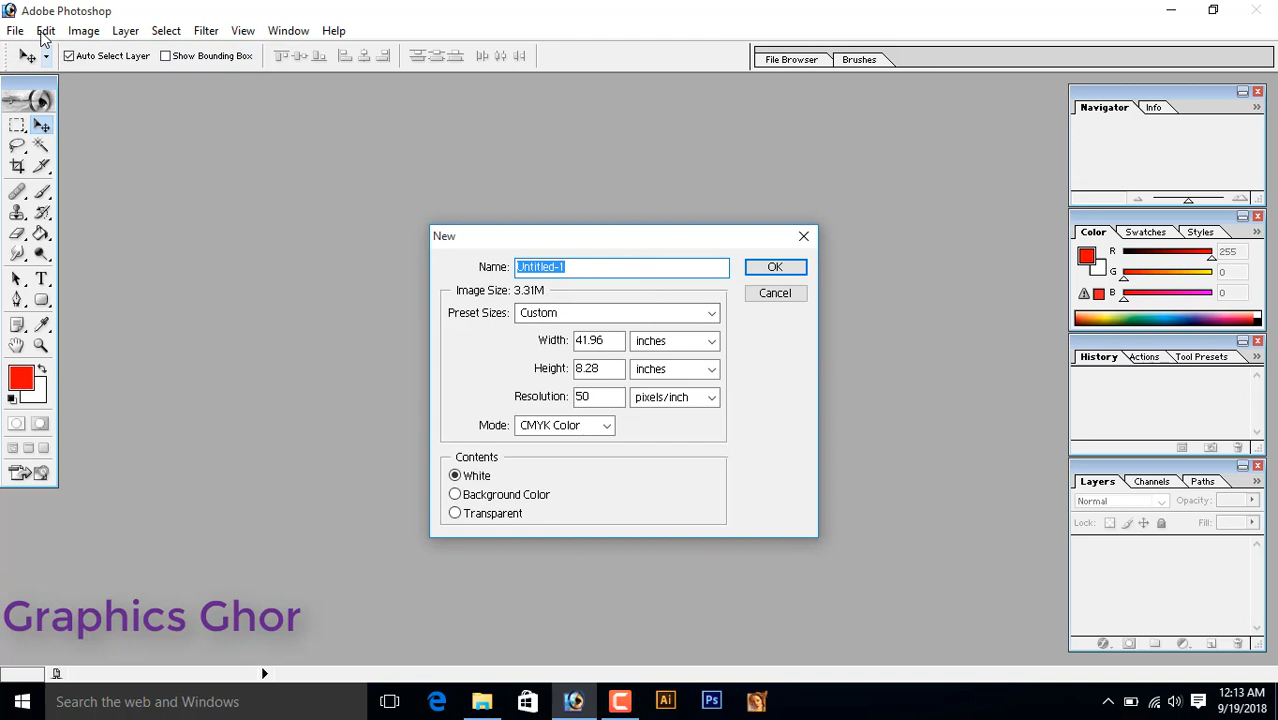 Adobe Photoshop
File Edit Image Layer Select Filter View Window Help
Auto Select Layer Show Bounding Box File Browser Brushes
Navigator Info
Color Swatches Styles
R 255
G 0
B 0
History Actions Tool Presets
Layers Channels Paths
Normal Opacity:
Lock: Fill:
New
Name: Untitled-1 OK
Image Size: 3.31M Cancel
Preset Sizes: Custom
Width: 41.96 inches
Height: 8.28 inches
Resolution: 50 pixels/inch
Mode: CMYK Color
Contents
White
Background Color
Transparent
Graphics Ghor
Search the web and Windows
Ai Ps
12:13 AM
9/19/2018